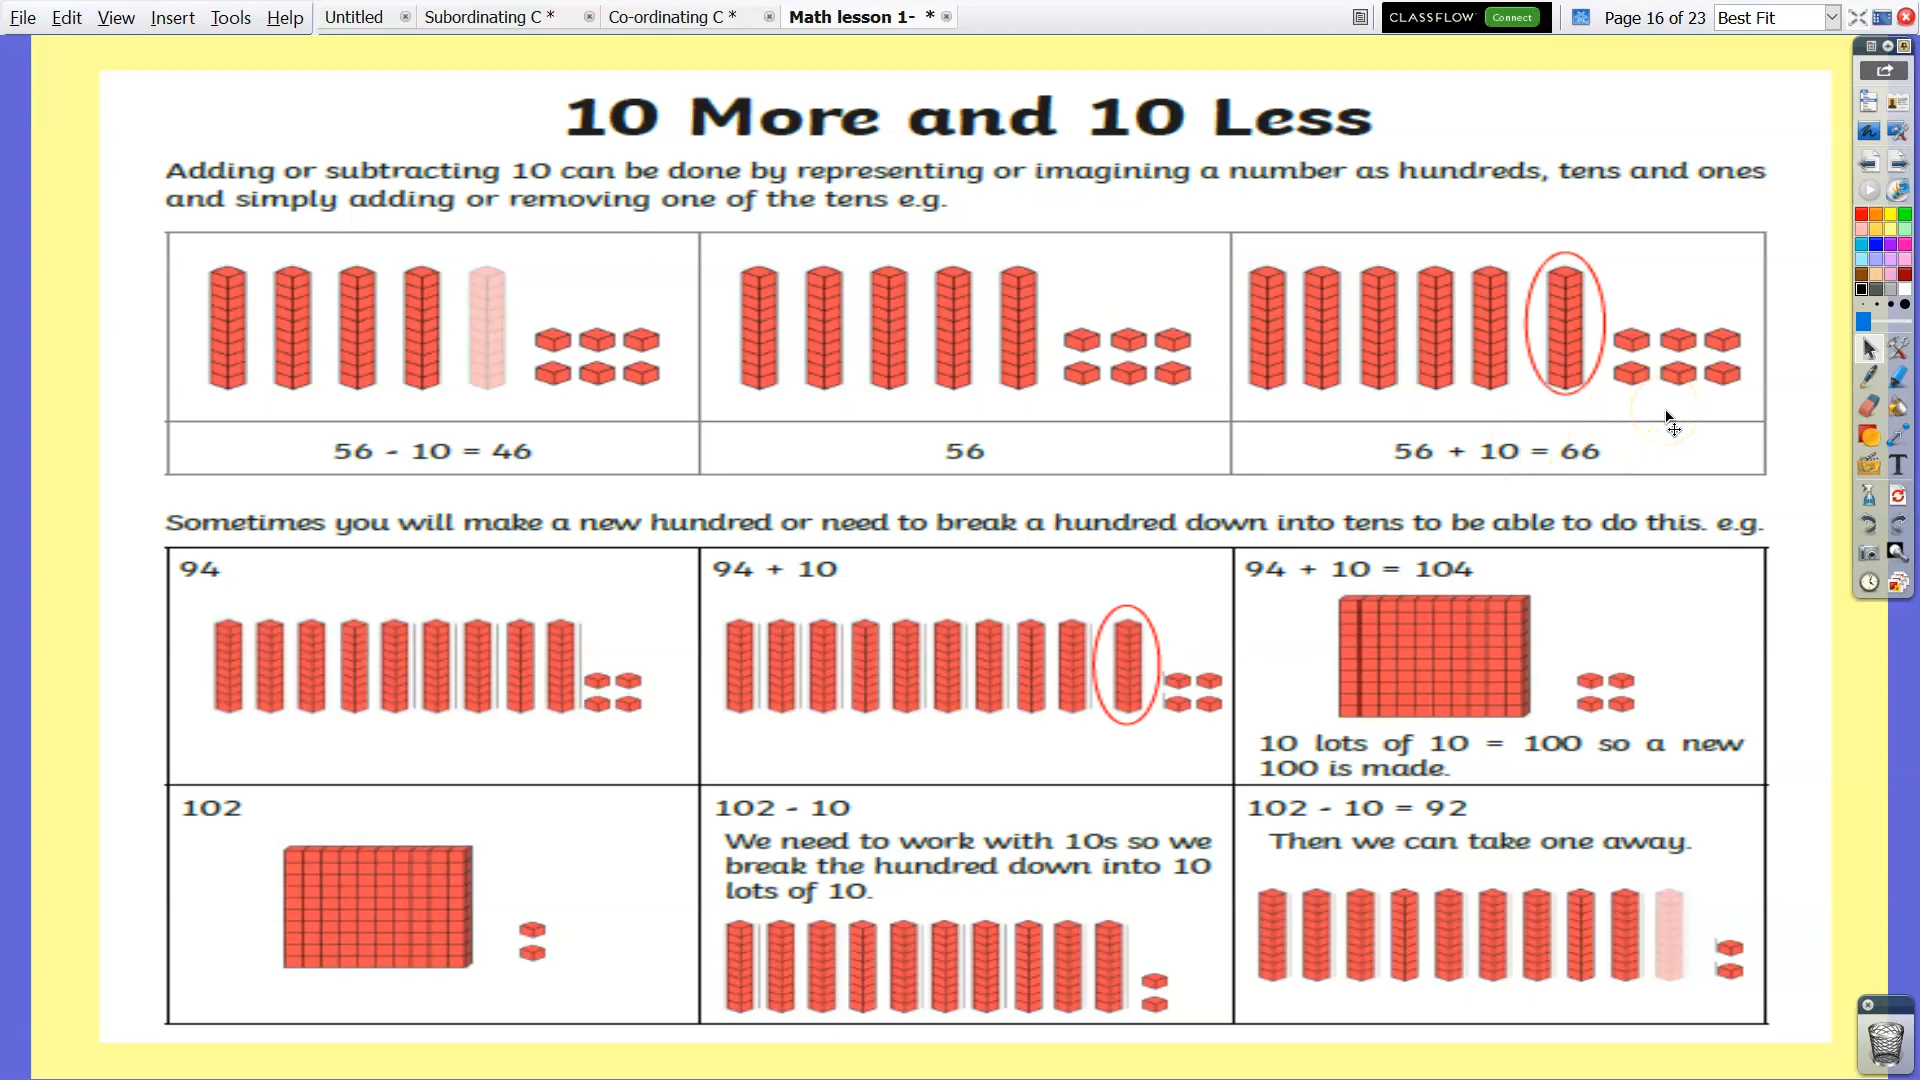 File Edit View Insert Tools Help Untitled Subordinating C * Co-ordinating C * Math lesson 1- * CLASSFLOW Connect Page 16 of 23 Best Fit
10 More and 10 Less
Adding or subtracting 10 can be done by representing or imagining a number as hundreds, tens and ones
and simply adding or removing one of the tens e.g.
56 - 10 = 46
56
56 + 10 = 66
Sometimes you will make a new hundred or need to break a hundred down into tens to be able to do this. e.g.
94
94 + 10
94 + 10 = 104
10 lots of 10 = 100 so a new
100 is made.
102
102 - 10
We need to work with 10s so we
break the hundred down into 10
lots of 10.
102 - 10 = 92
Then we can take one away.